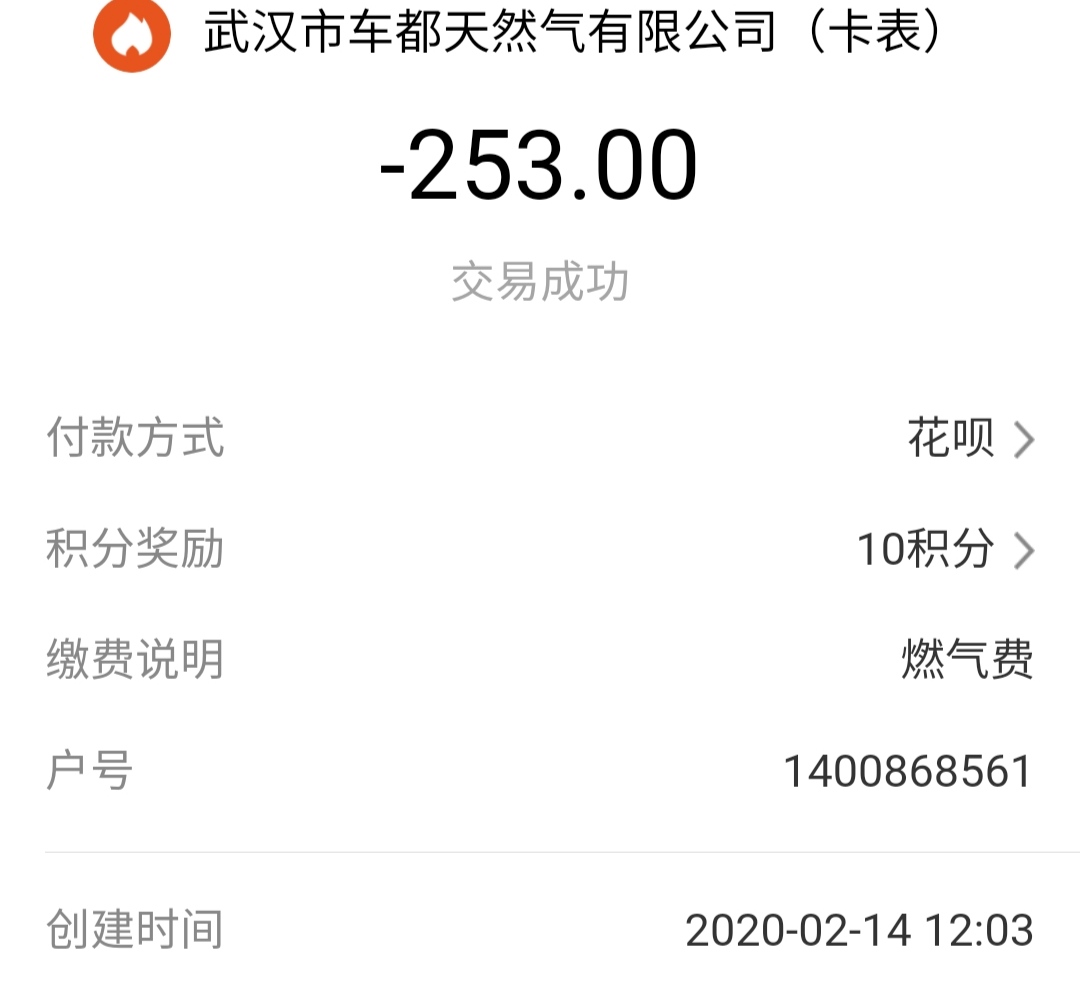 武汉市车都天然气有限公司（卡表）
-253.00
交易成功
付款方式 花呗
积分奖励 10积分
缴费说明 燃气费
户号 1400868561
创建时间 2020-02-14 12:03